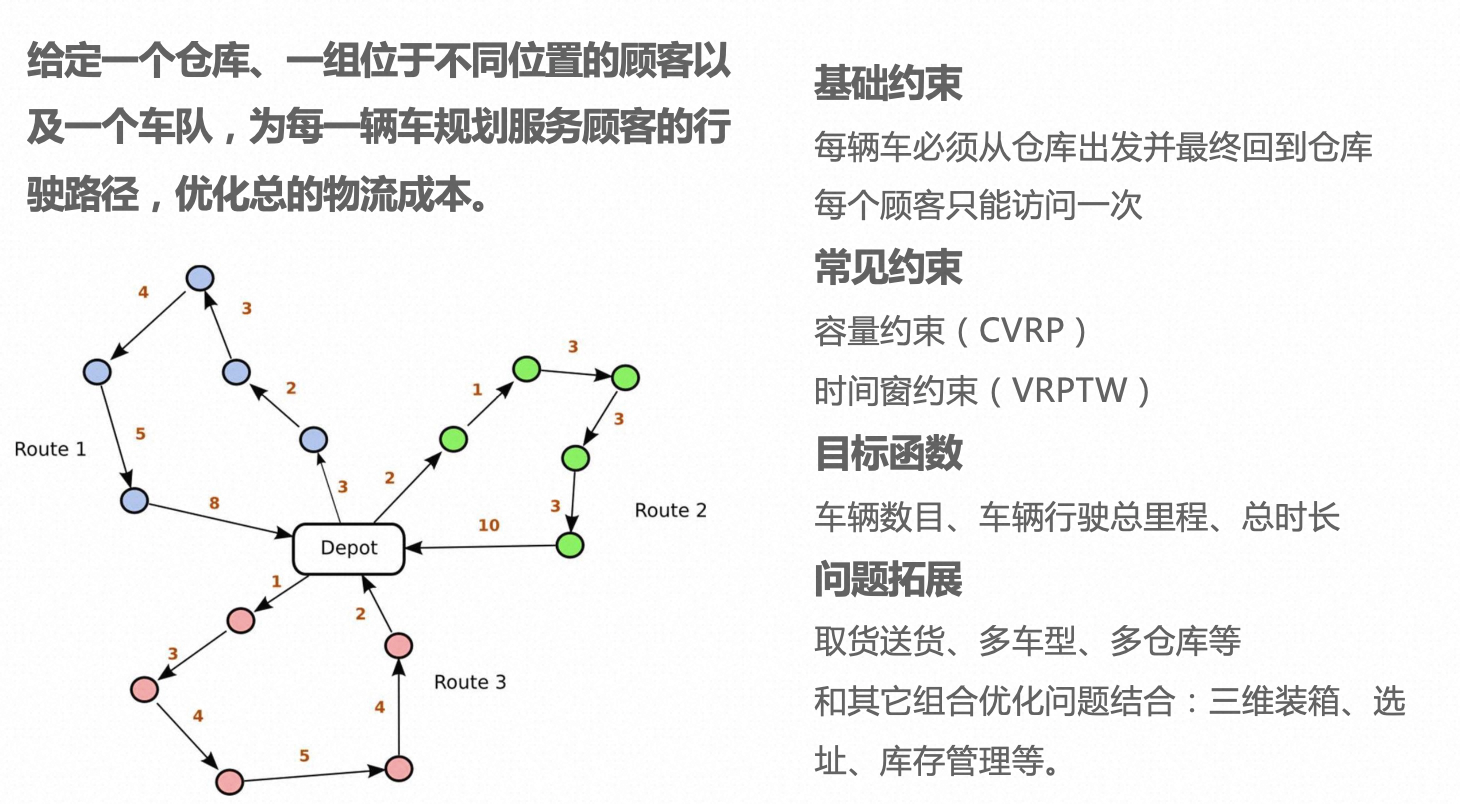 给定一个仓库、一组位于不同位置的顾客以
及一个车队，为每一辆车规划服务顾客的行
驶路径，优化总的物流成本。
4
3
2
5
Route 1
3
8
1
3
3
2
3
Route 2
10
Depot
1
2
3
Route 3
4
4
5
基础约束
每辆车必须从仓库出发并最终回到仓库
每个顾客只能访问一次
常见约束
容量约束（CVRP）
时间窗约束（VRPTW）
目标函数
车辆数目、车辆行驶总里程、总时长
问题拓展
取货送货、多车型、多仓库等
和其它组合优化问题结合：三维装箱、选
址、库存管理等。